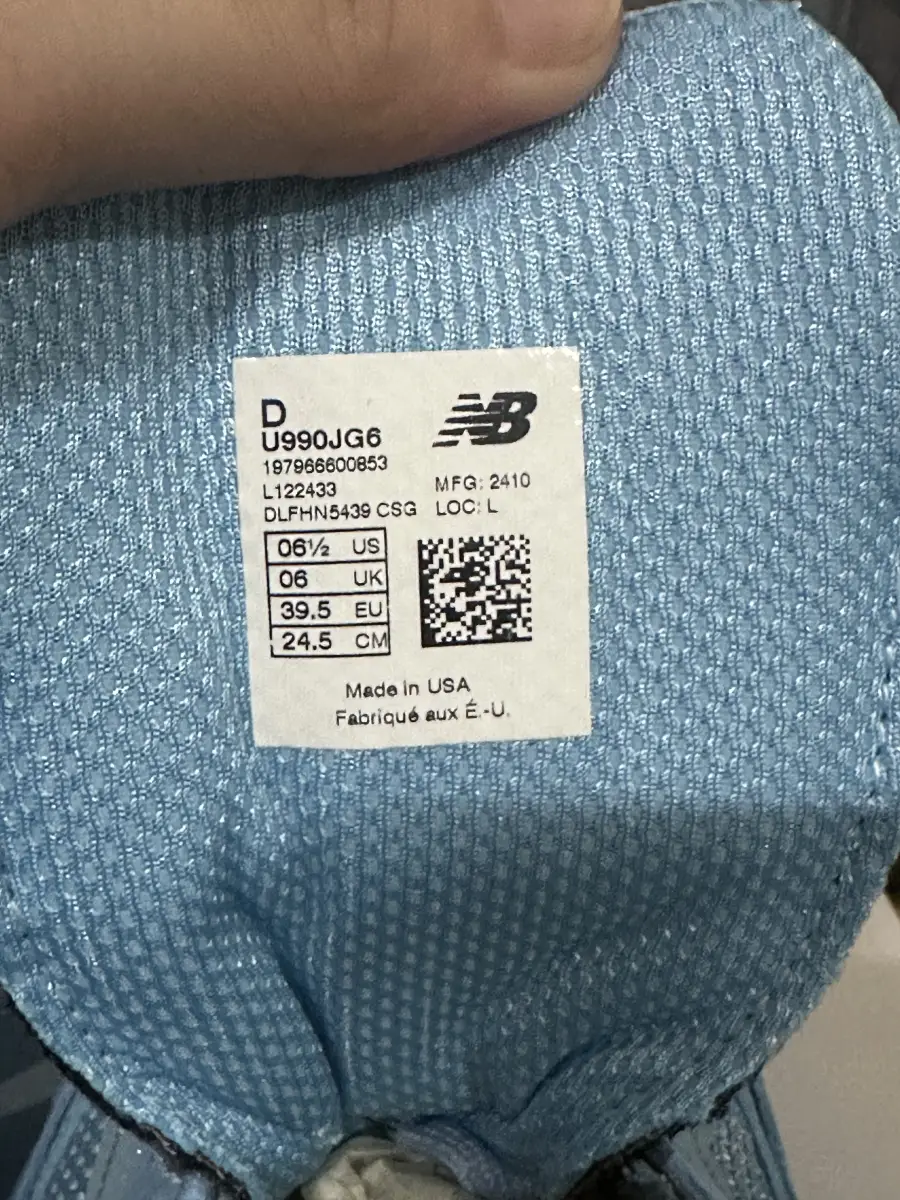 D
U990JG6
197966600853
L122433
DLFHN5439 CSG
NB
MFG: 2410
LOC: L
06½ US
06 UK
39.5 EU
24.5 CM
Made in USA
Fabriqué aux É.-U.